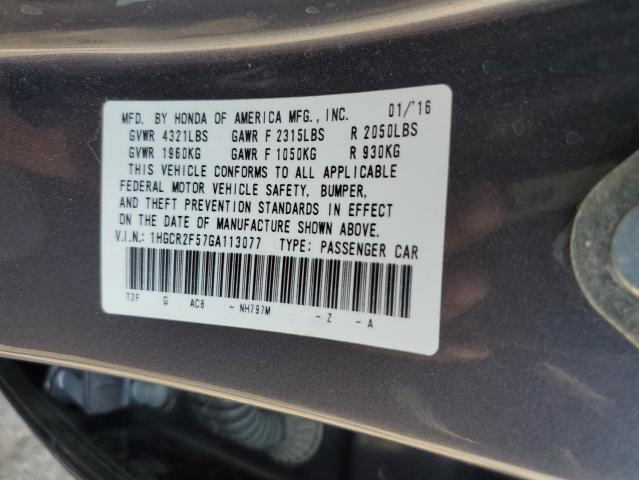 MFD. BY HONDA OF AMERICA MFG., INC. 01/'16
GVWR 4321LBS GAWR F 2315LBS R 2050LBS
GVWR 1960KG GAWR F 1050KG R 930KG
THIS VEHICLE CONFORMS TO ALL APPLICABLE
FEDERAL MOTOR VEHICLE SAFETY, BUMPER,
AND THEFT PREVENTION STANDARDS IN EFFECT
ON THE DATE OF MANUFACTURE SHOWN ABOVE.
V.I.N.: 1HGCR2F57GA113077 TYPE: PASSENGER CAR
T2F G AC8 - NH797M - Z - A